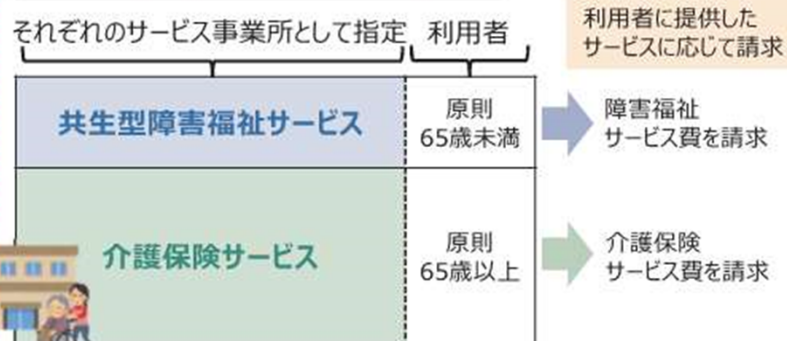 それぞれのサービス事業所として指定
利用者
利用者に提供した
サービスに応じて請求
共生型障害福祉サービス
原則
65歳未満
障害福祉
サービス費を請求
介護保険サービス
原則
65歳以上
介護保険
サービス費を請求